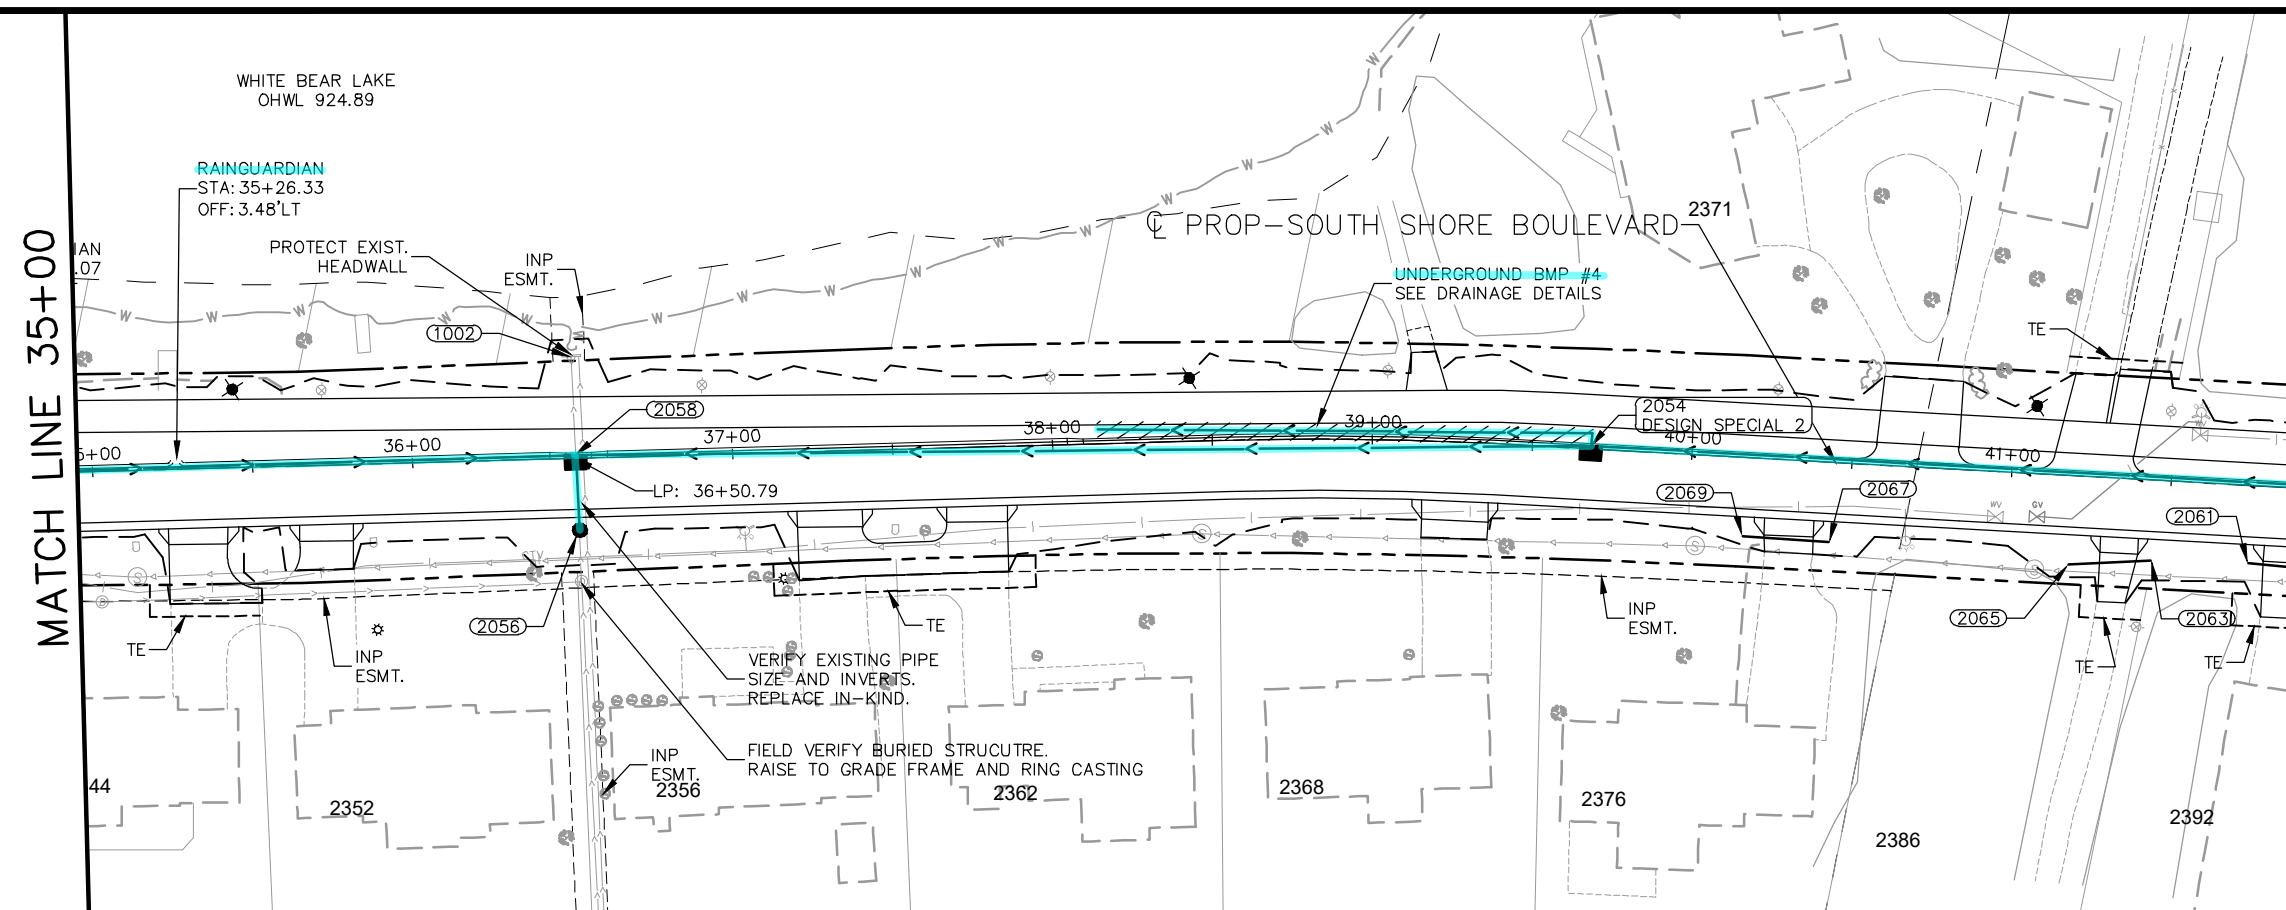 WHITE BEAR LAKE
OHWL 924.89
RAINGUARDIAN
STA: 35+26.33
OFF: 3.48'LT
MATCH LINE 35+00
IAN
.07
PROTECT EXIST.
HEADWALL
INP
ESMT.
1002
℄ PROP-SOUTH SHORE BOULEVARD
2371
UNDERGROUND BMP #4
SEE DRAINAGE DETAILS
TE
2058
2054
DESIGN SPECIAL 2
5+00
36+00
37+00
38+00
39+00
40+00
41+00
LP: 36+50.79
2069
2067
2061
WV
GV
CTV
2056
TE
INP
ESMT.
TE
INP
ESMT.
2065
2063
TE
TE
VERIFY EXISTING PIPE
SIZE AND INVERTS.
REPLACE IN-KIND.
FIELD VERIFY BURIED STRUCUTRE.
RAISE TO GRADE FRAME AND RING CASTING
INP
ESMT.
44
2352
2356
2362
2368
2376
2386
2392